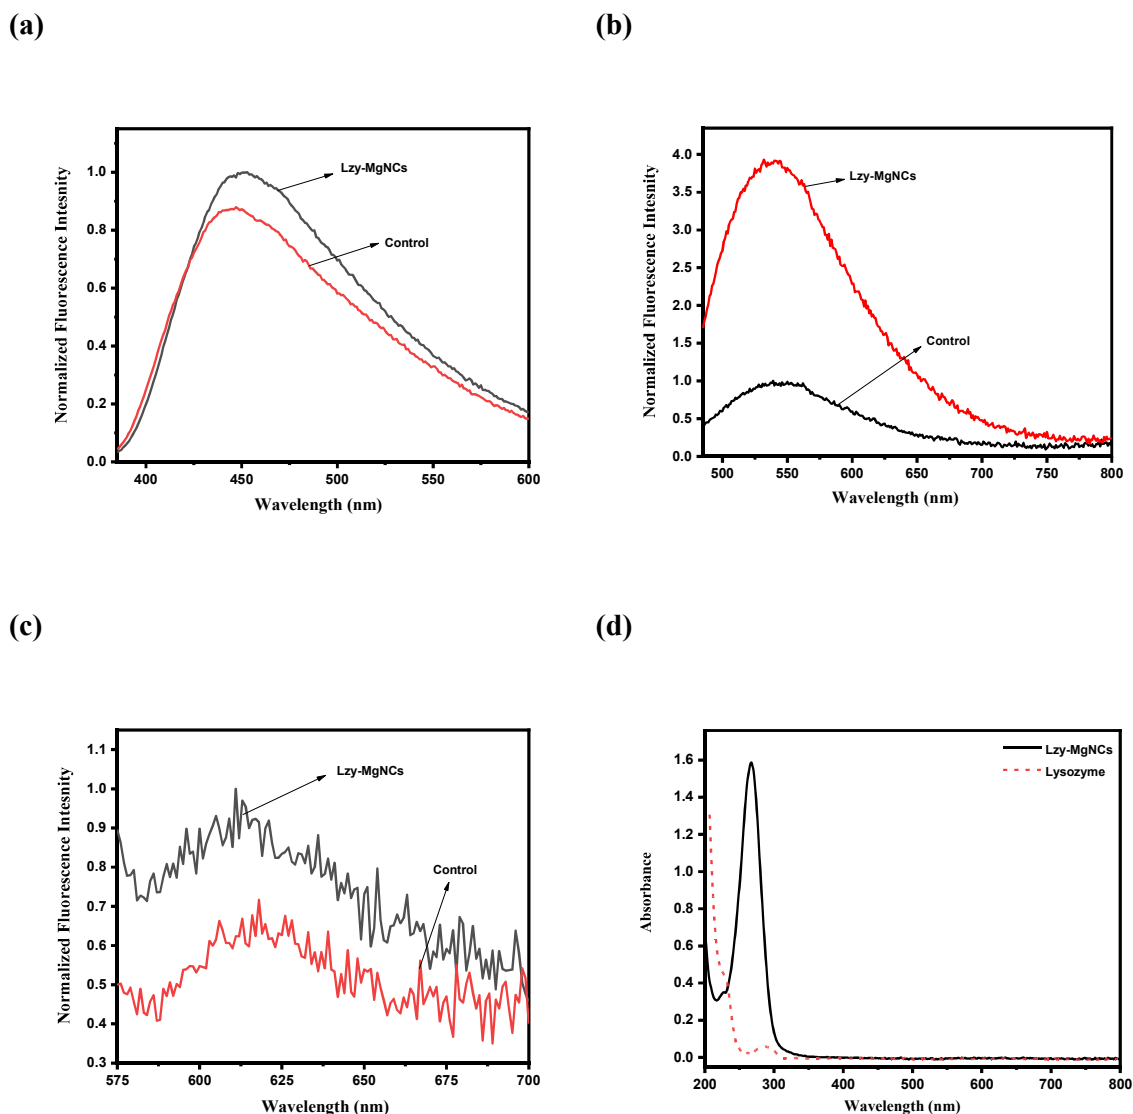 (a)
(b)
Normalized Fluorescence Intesnity
1.0
0.8
0.6
0.4
0.2
0.0
Lzy-MgNCs
Control
400
450
500
550
600
Wavelength (nm)
Normalized Fluorescence Intesnity
4.0
3.5
3.0
2.5
2.0
1.5
1.0
0.5
0.0
Lzy-MgNCs
Control
500
550
600
650
700
750
800
Wavelength (nm)
(c)
(d)
Normalized Fluorescence Intesnity
1.1
1.0
0.9
0.8
0.7
0.6
0.5
0.4
0.3
Lzy-MgNCs
Control
575
600
625
650
675
700
Wavelength (nm)
Absorbance
1.6
1.4
1.2
1.0
0.8
0.6
0.4
0.2
0.0
Lzy-MgNCs
Lysozyme
200
300
400
500
600
700
800
Wavelength (nm)